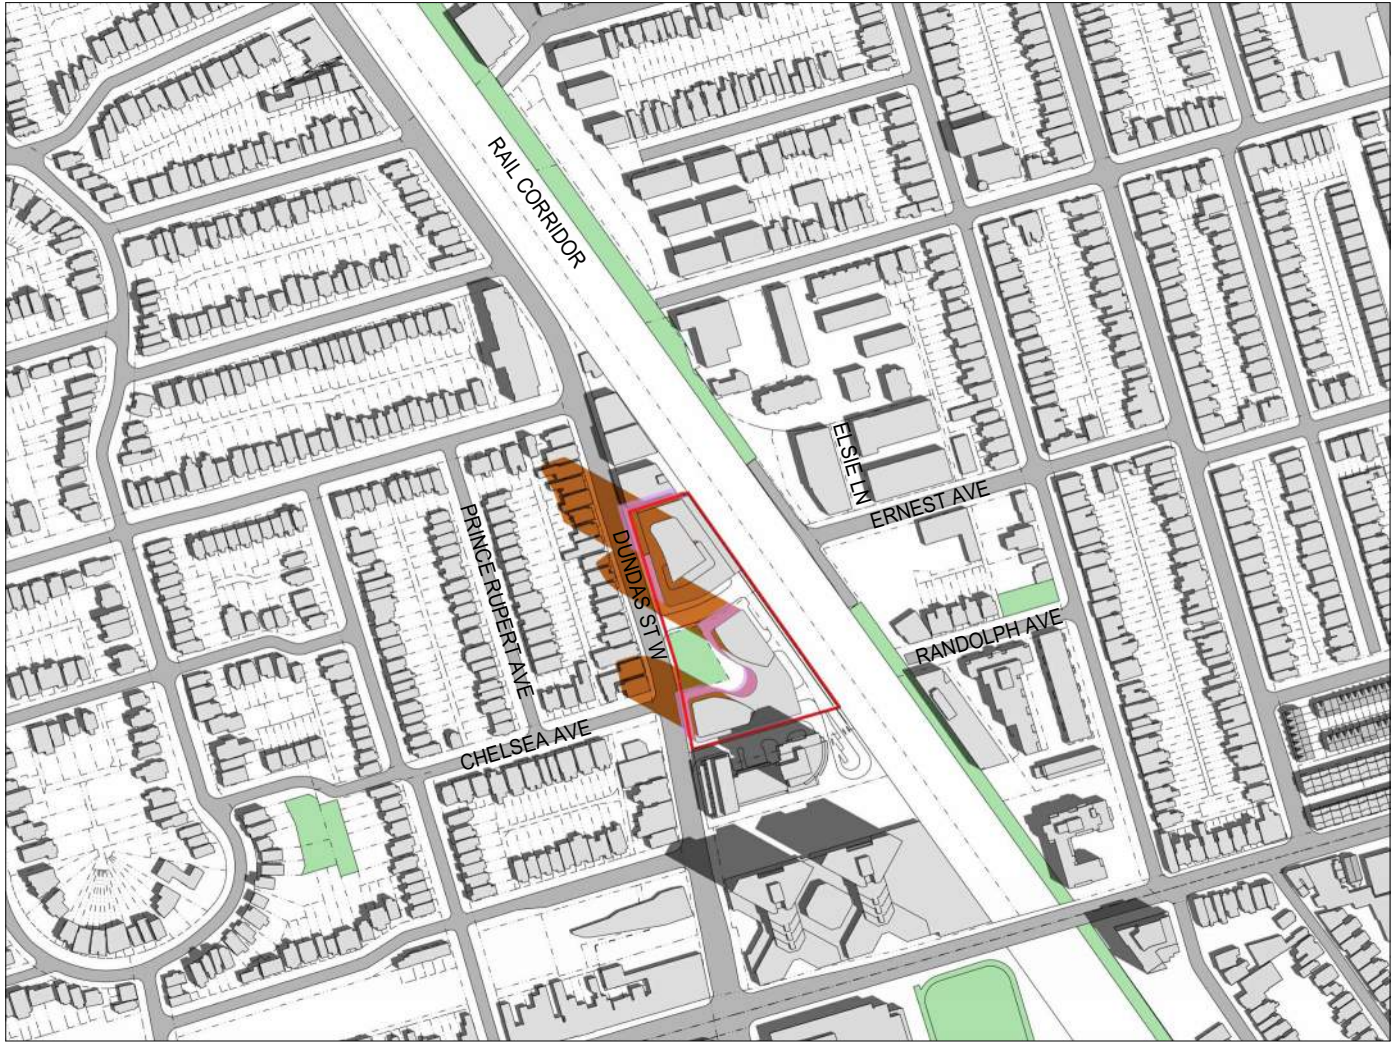 RAIL CORRIDOR
ELSIE LN
ERNEST AVE
PRINCE RUPERT AVE
DUNDAS ST W
RANDOLPH AVE
CHELSEA AVE